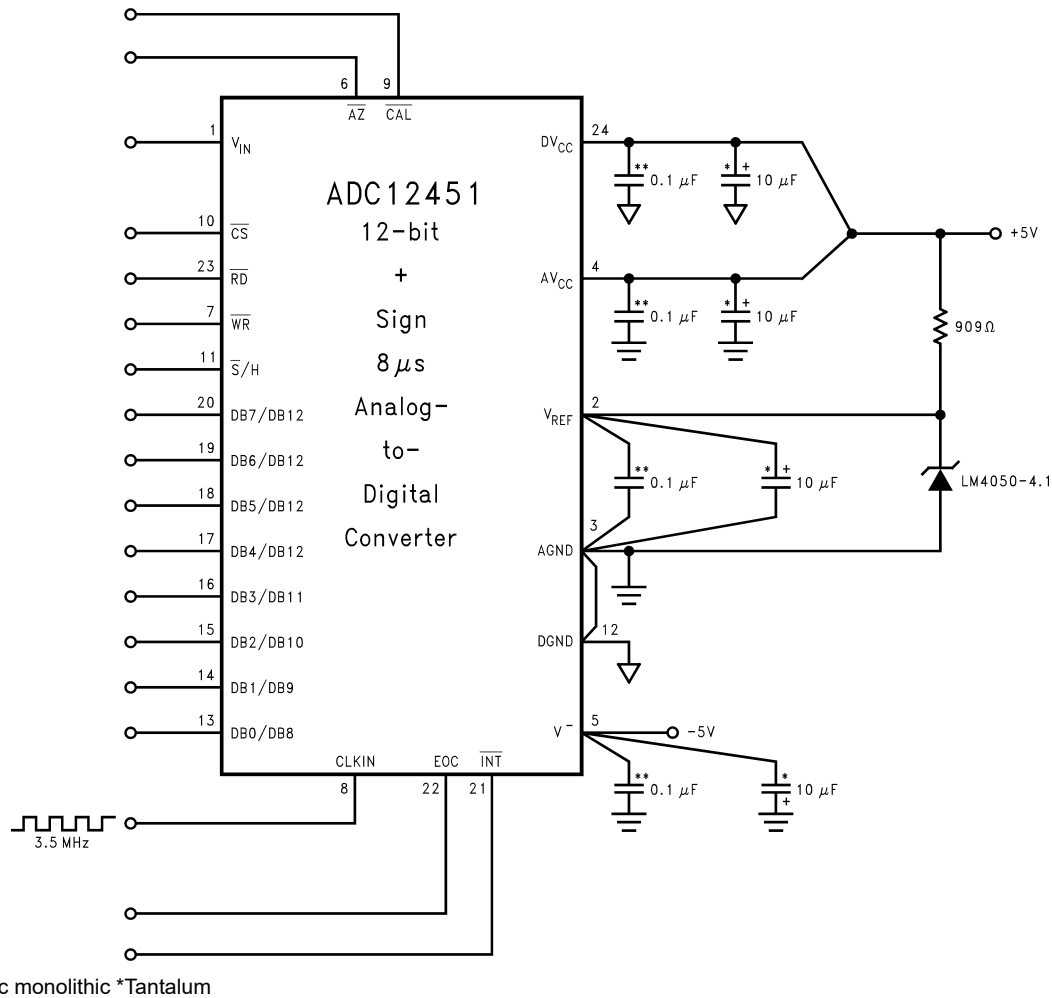 6 9
AZ CAL
1 V_IN
DV_CC 24
** 0.1 μF
* + 10 μF
ADC12451
12-bit
+
Sign
8 μs
Analog-
to-
Digital
Converter
10 CS
23 RD
7 WR
11 S/H
20 DB7/DB12
19 DB6/DB12
18 DB5/DB12
17 DB4/DB12
16 DB3/DB11
15 DB2/DB10
14 DB1/DB9
13 DB0/DB8
+5V
AV_CC 4
** 0.1 μF
* + 10 μF
909Ω
V_REF 2
** 0.1 μF
* + 10 μF
LM4050-4.1
AGND 3
DGND 12
V⁻ 5
-5V
** 0.1 μF
* 10 μF +
CLKIN EOC INT
8 22 21
3.5 MHz
c monolithic *Tantalum